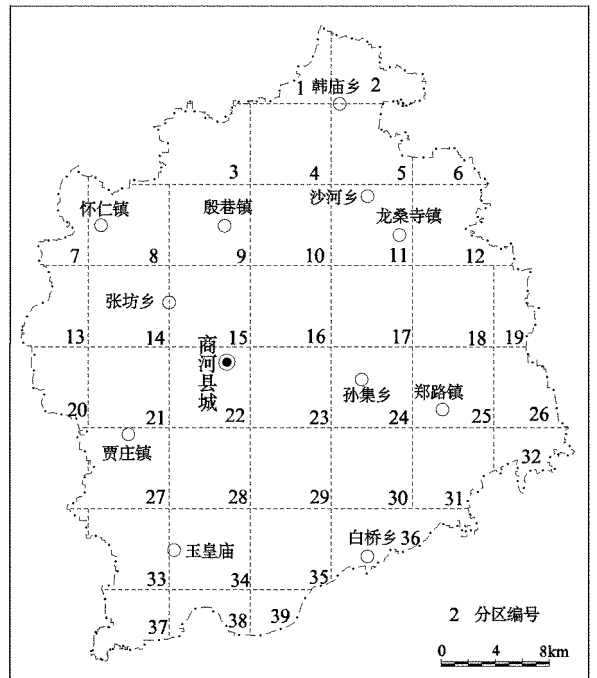 1 韩庙乡 2
3 4 5 6
沙河乡
怀仁镇 殷巷镇 龙桑寺镇
7 8 9 10 11 12
张坊乡
13 14 15 16 17 18 19
商河县城
孙集乡 郑路镇
20 21 22 23 24 25 26
贾庄镇
32
27 28 29 30 31
玉皇庙 白桥乡 36
33 34 35
37 38 39
2 分区编号
0 4 8km